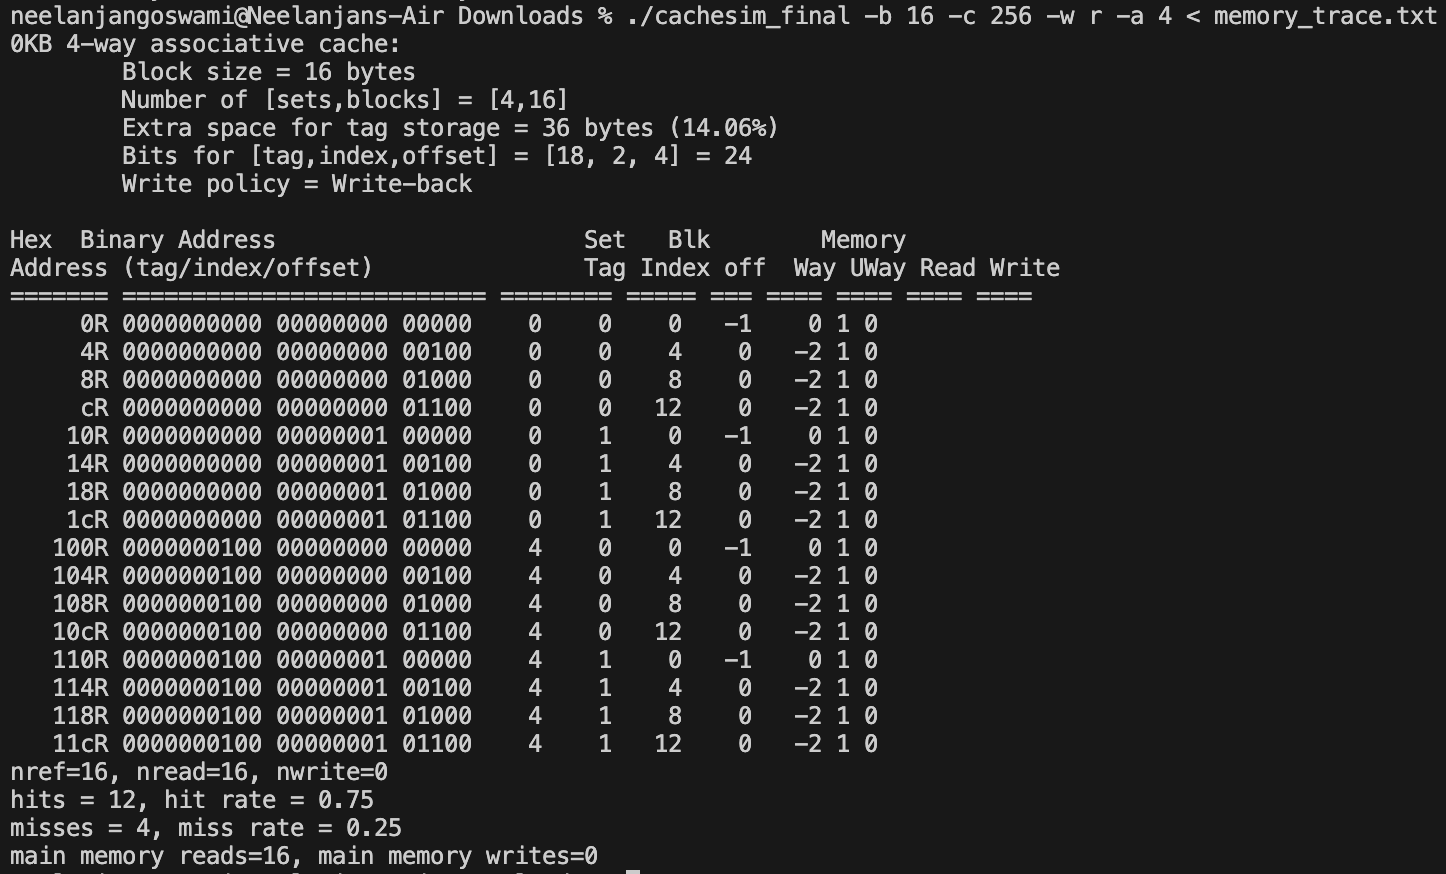 neelanjangoswami@Neelanjans-Air Downloads % ./cachesim_final -b 16 -c 256 -w r -a 4 < memory_trace.txt
0KB 4-way associative cache:
        Block size = 16 bytes
        Number of [sets,blocks] = [4,16]
        Extra space for tag storage = 36 bytes (14.06%)
        Bits for [tag,index,offset] = [18, 2, 4] = 24
        Write policy = Write-back

Hex  Binary Address                      Set   Blk        Memory
Address (tag/index/offset)               Tag Index off  Way UWay Read Write
======= ========================== ======== ===== === ==== ==== ==== ====
     0R 0000000000 00000000 00000    0    0    0   -1    0 1 0
     4R 0000000000 00000000 00100    0    0    4    0   -2 1 0
     8R 0000000000 00000000 01000    0    0    8    0   -2 1 0
     cR 0000000000 00000000 01100    0    0   12    0   -2 1 0
    10R 0000000000 00000001 00000    0    1    0   -1    0 1 0
    14R 0000000000 00000001 00100    0    1    4    0   -2 1 0
    18R 0000000000 00000001 01000    0    1    8    0   -2 1 0
    1cR 0000000000 00000001 01100    0    1   12    0   -2 1 0
   100R 0000000100 00000000 00000    4    0    0   -1    0 1 0
   104R 0000000100 00000000 00100    4    0    4    0   -2 1 0
   108R 0000000100 00000000 01000    4    0    8    0   -2 1 0
   10cR 0000000100 00000000 01100    4    0   12    0   -2 1 0
   110R 0000000100 00000001 00000    4    1    0   -1    0 1 0
   114R 0000000100 00000001 00100    4    1    4    0   -2 1 0
   118R 0000000100 00000001 01000    4    1    8    0   -2 1 0
   11cR 0000000100 00000001 01100    4    1   12    0   -2 1 0
nref=16, nread=16, nwrite=0
hits = 12, hit rate = 0.75
misses = 4, miss rate = 0.25
main memory reads=16, main memory writes=0